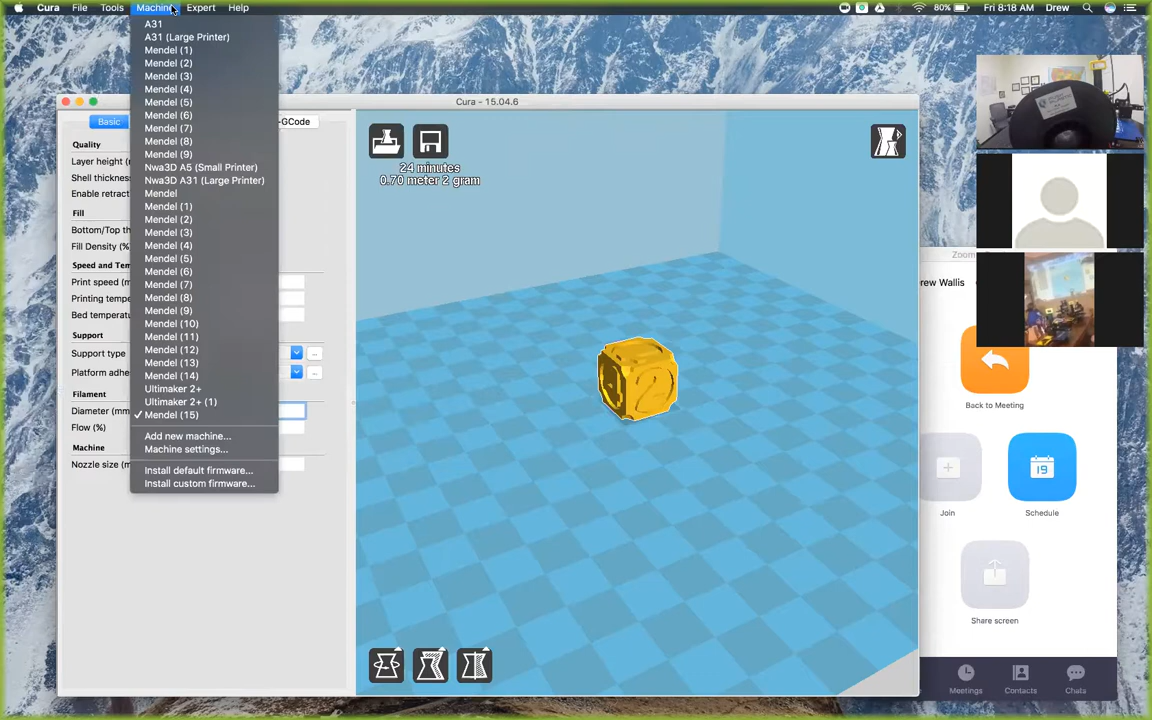 Cura File Tools Machine Expert Help 80% Fri 8:18 AM Drew
A31
A31 (Large Printer)
Mendel (1)
Mendel (2)
Mendel (3)
Mendel (4)
Mendel (5)
Mendel (6)
Mendel (7)
Mendel (8)
Mendel (9)
Nwa3D A5 (Small Printer)
Nwa3D A31 (Large Printer)
Mendel
Mendel (1)
Mendel (2)
Mendel (3)
Mendel (4)
Mendel (5)
Mendel (6)
Mendel (7)
Mendel (8)
Mendel (9)
Mendel (10)
Mendel (11)
Mendel (12)
Mendel (13)
Mendel (14)
Ultimaker 2+
Ultimaker 2+ (1)
✓ Mendel (15)
Add new machine...
Machine settings...
Install default firmware...
Install custom firmware...
Cura - 15.04.6
Basic
-GCode
Quality
Layer height (
Shell thickness
Enable retract
Fill
Bottom/Top th
Fill Density (%
Speed and Tem
Print speed (m
Printing tempe
Bed temperatu
Support
Support type
...
Platform adhe
...
Filament
Diameter (mm
Flow (%)
Machine
Nozzle size (m
24 minutes
0.70 meter 2 gram
2
4
Zoom
rew Wallis
Back to Meeting
Join
19
Schedule
Share screen
Meetings Contacts Chats